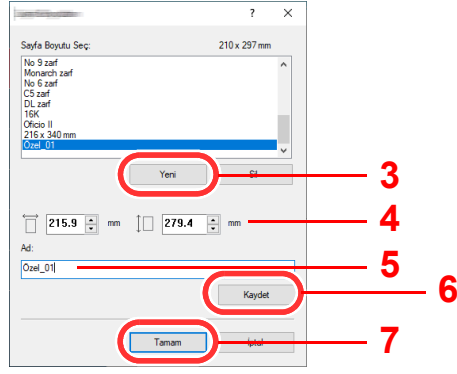 ? ×
Sayfa Boyutu Seç: 210 x 297 mm
No 9 zarf
Monarch zarf
No 6 zarf
C5 zarf
DL zarf
16K
Oficio II
216 x 340 mm
Özel_01
Yeni Sil 3
215.9 mm 279.4 mm 4
Ad:
Özel_01 5
Kaydet 6
Tamam İptal 7